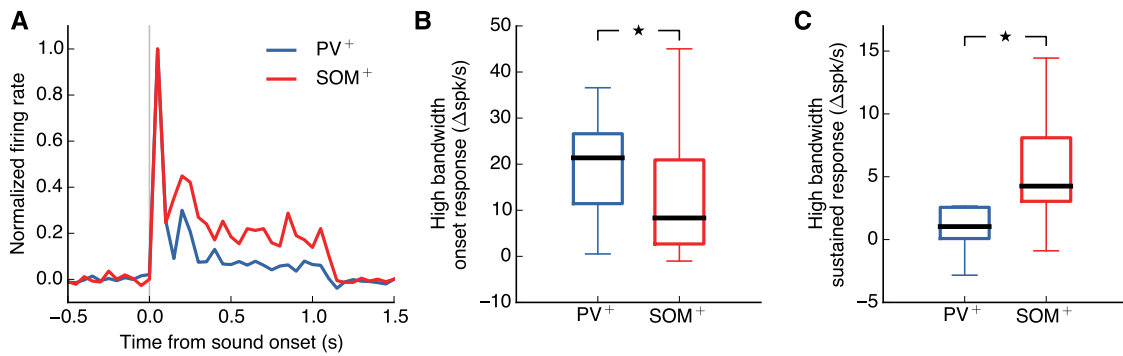 A
Normalized firing rate
1.0
0.8
0.6
0.4
0.2
0.0
−0.5
0.0
0.5
1.0
1.5
Time from sound onset (s)
PV+
SOM+
B
High bandwidth
onset response (Δspk/s)
50
40
30
20
10
0
−10
★
PV+
SOM+
C
High bandwidth
sustained response (Δspk/s)
15
10
5
0
−5
★
PV+
SOM+